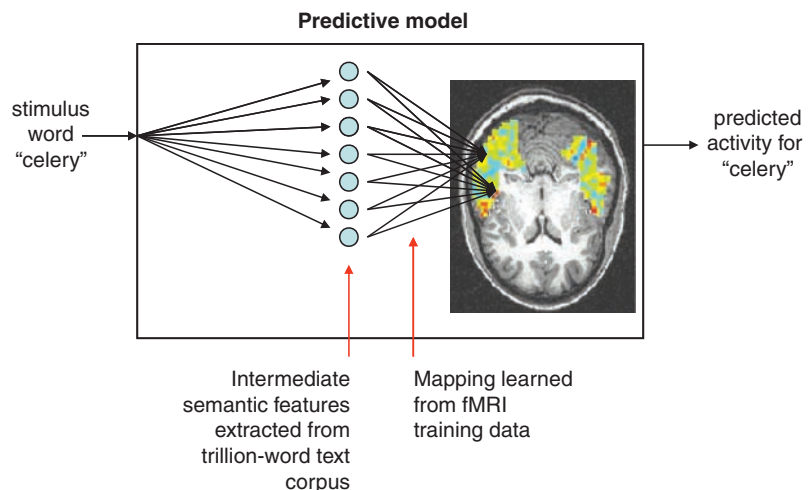 Predictive model
stimulus
word
“celery”
predicted
activity for
“celery”
Intermediate
semantic features
extracted from
trillion-word text
corpus
Mapping learned
from fMRI
training data